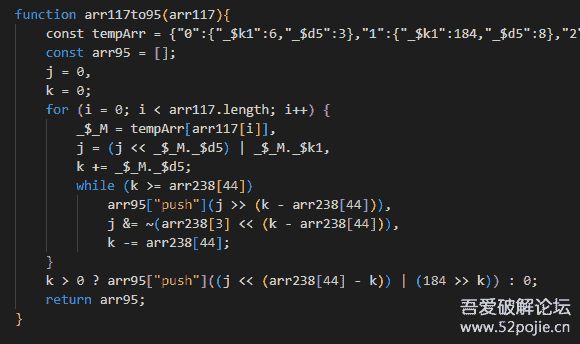 function arr117to95(arr117){
    const tempArr = {"0":{"_$k1":6,"_$d5":3},"1":{"_$k1":184,"_$d5":8},"2"
    const arr95 = [];
    j = 0,
    k = 0;
    for (i = 0; i < arr117.length; i++) {
        _$_M = tempArr[arr117[i]],
        j = (j << _$_M._$d5) | _$_M._$k1,
        k += _$_M._$d5;
        while (k >= arr238[44])
            arr95["push"](j >> (k - arr238[44])),
            j &= ~(arr238[3] << (k - arr238[44])),
            k -= arr238[44];
    }
    k > 0 ? arr95["push"]((j << (arr238[44] - k)) | (184 >> k)) : 0;
    return arr95;
}
吾爱破解论坛
www.52pojie.cn